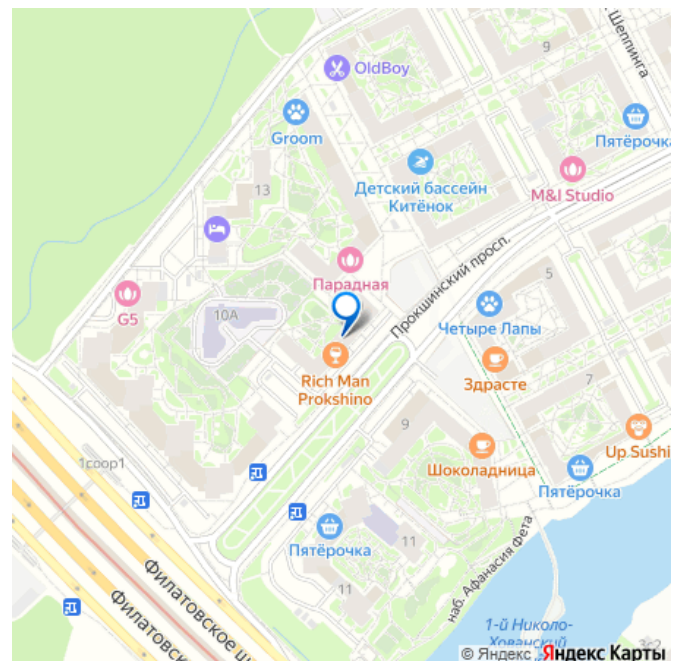 Шеппинга
9
OldBoy
Пятёрочка
Groom
Детский бассейн
Китёнок
M&I Studio
13
Прокшинский просп.
Парадная
5
G5
10А
Четыре Лапы
Rich Man
Prokshino
Здрасте
7
9
Up Sushi
1соор1
Шоколадница
Пятёрочка
Пятёрочка
11
11
наб. Афанасия Фета
Филатовское ш
Филатовск
1-й Николо-
Хованский
3с2
© Яндекс Яндекс Карты